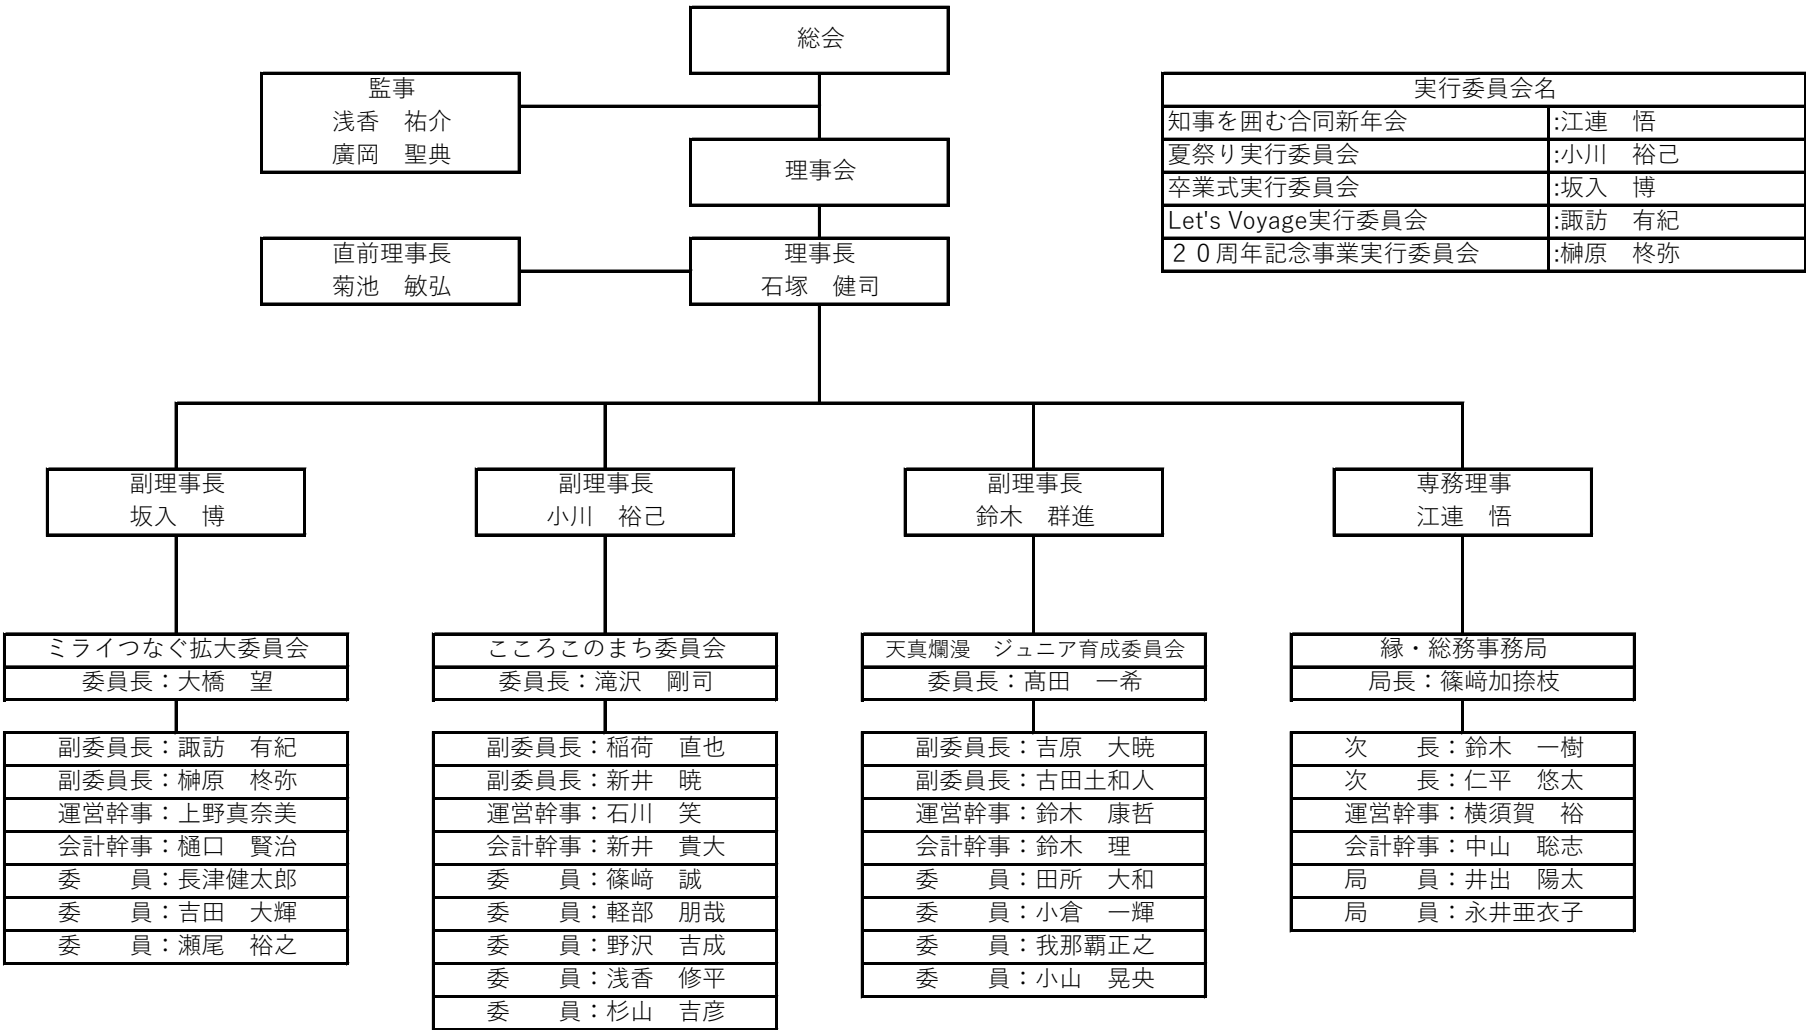 総会
監事
浅香　祐介
廣岡　聖典
理事会
直前理事長
菊池　敏弘
理事長
石塚　健司
実行委員会名
知事を囲む合同新年会 :江連　悟
夏祭り実行委員会 :小川　裕己
卒業式実行委員会 :坂入　博
Let's Voyage実行委員会 :諏訪　有紀
２０周年記念事業実行委員会 :榊原　柊弥
副理事長
坂入　博
副理事長
小川　裕己
副理事長
鈴木　群進
専務理事
江連　悟
ミライつなぐ拡大委員会
委員長：大橋　望
副委員長：諏訪　有紀
副委員長：榊原　柊弥
運営幹事：上野真奈美
会計幹事：樋口　賢治
委　　員：長津健太郎
委　　員：吉田　大輝
委　　員：瀬尾　裕之
こころこのまち委員会
委員長：滝沢　剛司
副委員長：稲荷　直也
副委員長：新井　暁
運営幹事：石川　笑
会計幹事：新井　貴大
委　　員：篠﨑　誠
委　　員：軽部　朋哉
委　　員：野沢　吉成
委　　員：浅香　修平
委　　員：杉山　吉彦
天真爛漫　ジュニア育成委員会
委員長：髙田　一希
副委員長：吉原　大暁
副委員長：古田土和人
運営幹事：鈴木　康哲
会計幹事：鈴木　理
委　　員：田所　大和
委　　員：小倉　一輝
委　　員：我那覇正之
委　　員：小山　晃央
縁・総務事務局
局長：篠﨑加捺枝
次　　長：鈴木　一樹
次　　長：仁平　悠太
運営幹事：横須賀　裕
会計幹事：中山　聡志
局　　員：井出　陽太
局　　員：永井亜衣子